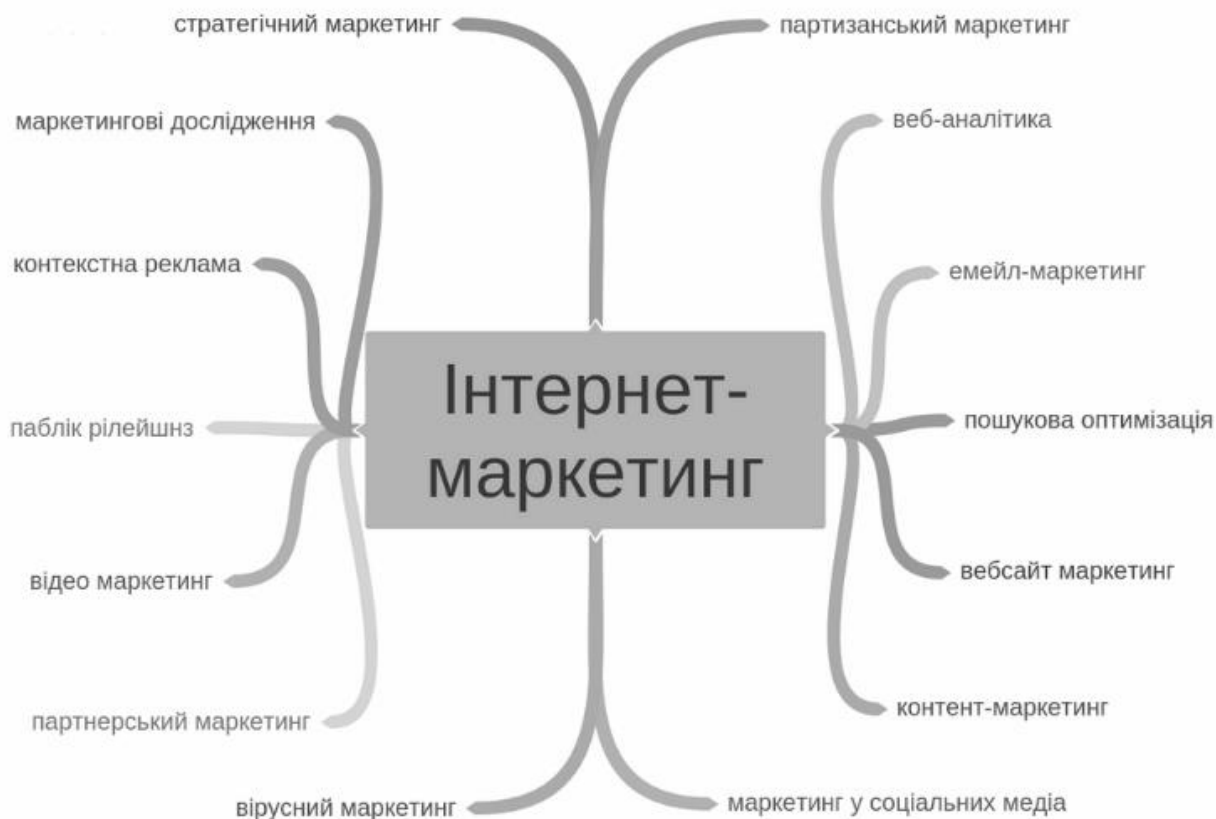 стратегічний маркетинг
партизанський маркетинг
маркетингові дослідження
веб-аналітика
контекстна реклама
емейл-маркетинг
Інтернет-
маркетинг
паблік рілейшнз
пошукова оптимізація
відео маркетинг
вебсайт маркетинг
партнерський маркетинг
контент-маркетинг
вірусний маркетинг
маркетинг у соціальних медіа